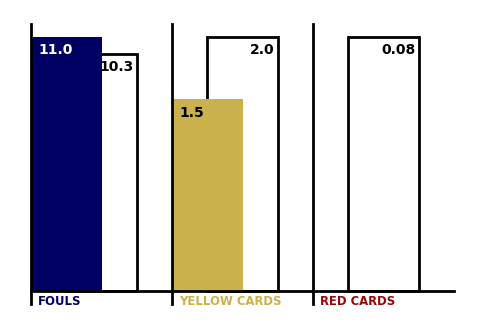 11.0
10.3
1.5
2.0
0.08
FOULS
YELLOW CARDS
RED CARDS